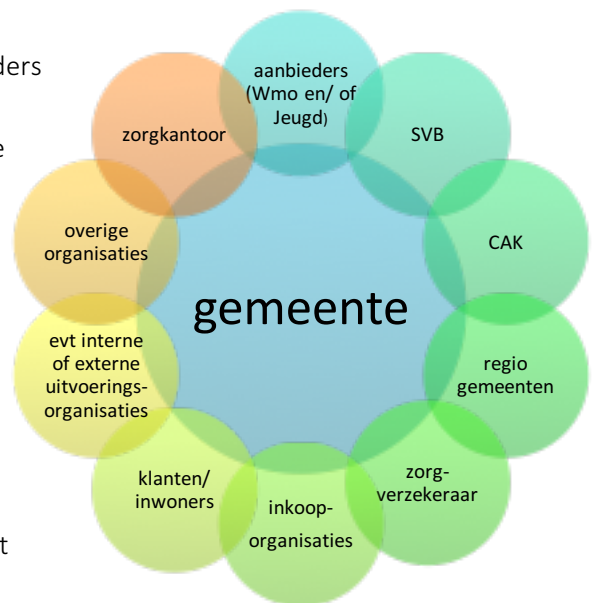 ders
e
t
aanbieders
(Wmo en/ of
Jeugd)
SVB
CAK
regio
gemeenten
zorg-
verzekeraar
inkoop-
organisaties
klanten/
inwoners
evt interne
of externe
uitvoerings-
organisaties
overige
organisaties
zorgkantoor
gemeente